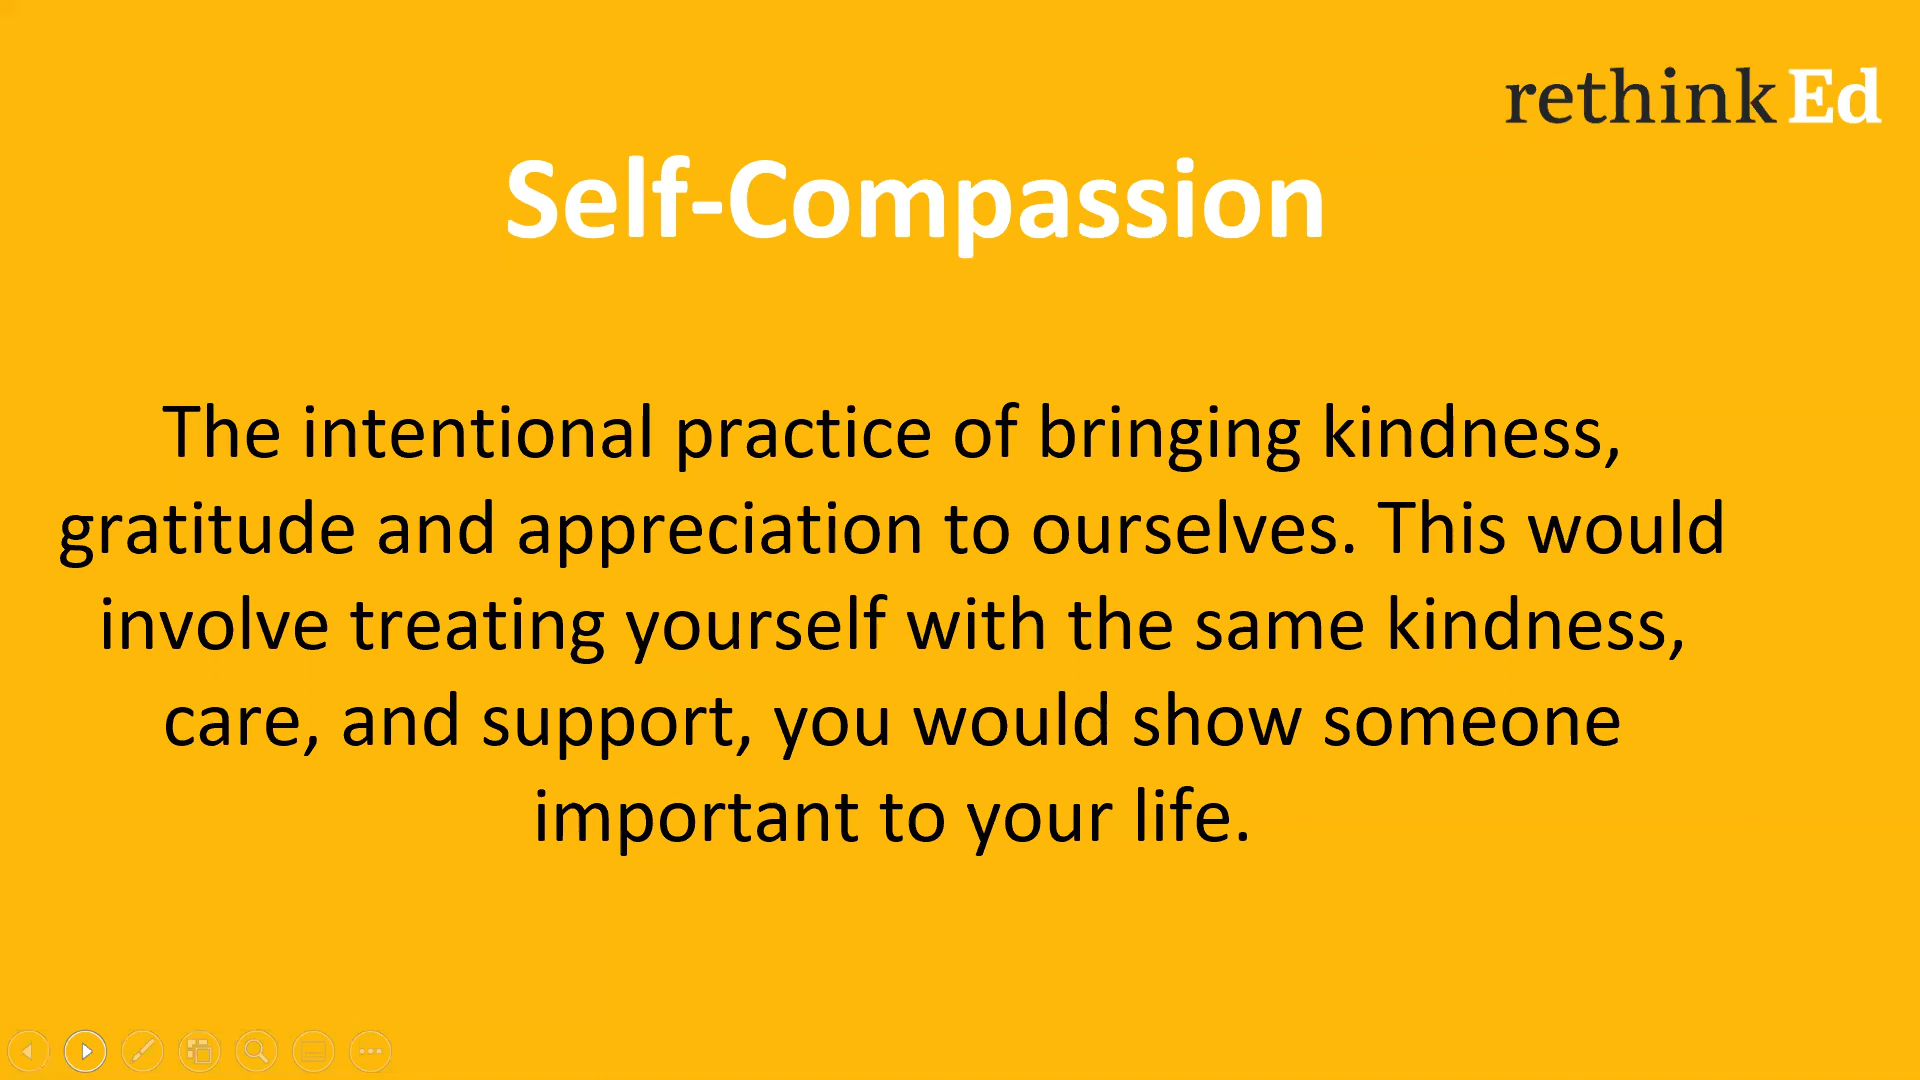 rethink Ed
Self-Compassion
The intentional practice of bringing kindness,
gratitude and appreciation to ourselves. This would
involve treating yourself with the same kindness,
care, and support, you would show someone
important to your life.